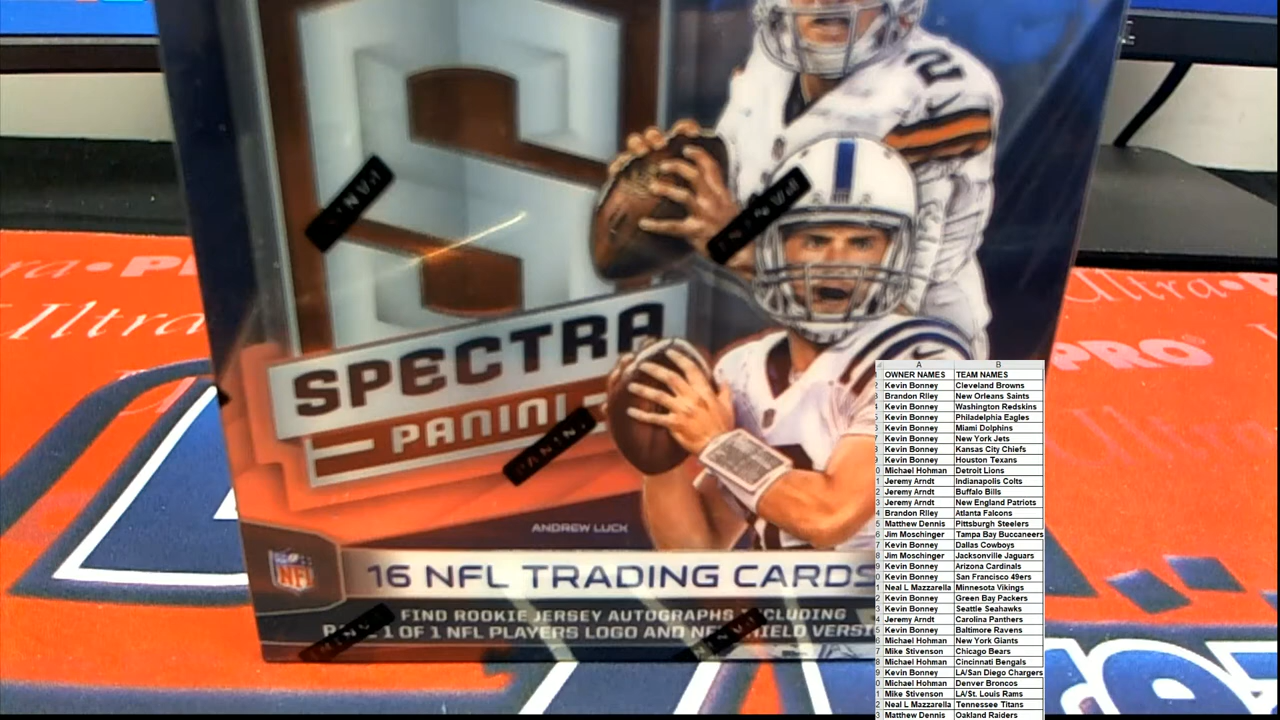 2
SPECTRA
PANINI
PANINI
ANDREW LUCK
NFL
16 NFL TRADING CARDS
FIND ROOKIE JERSEY AUTOGRAPHS INCLUDING
1 OF 1 NFL PLAYERS LOGO AND
Ultra
PRO
A B
OWNER NAMES TEAM NAMES
Kevin Bonney Cleveland Browns
Brandon RIley New Orleans Saints
Kevin Bonney Washington Redskins
Kevin Bonney Philadelphia Eagles
Kevin Bonney Miami Dolphins
Kevin Bonney New York Jets
Kevin Bonney Kansas City Chiefs
Kevin Bonney Houston Texans
Michael Hohman Detroit Lions
Jeremy Arndt Indianapolis Colts
Jeremy Arndt Buffalo Bills
Jeremy Arndt New England Patriots
Brandon RIley Atlanta Falcons
Matthew Dennis Pittsburgh Steelers
Jim Moschinger Tampa Bay Buccaneers
Kevin Bonney Dallas Cowboys
Jim Moschinger Jacksonville Jaguars
Kevin Bonney Arizona Cardinals
Kevin Bonney San Francisco 49ers
Neal L Mazzarella Minnesota Vikings
Kevin Bonney Green Bay Packers
Kevin Bonney Seattle Seahawks
Jeremy Arndt Carolina Panthers
Kevin Bonney Baltimore Ravens
Michael Hohman New York Giants
Mike Stivenson Chicago Bears
Michael Hohman Cincinnati Bengals
Kevin Bonney LA/San Diego Chargers
Michael Hohman Denver Broncos
Mike Stivenson LA/St. Louis Rams
Neal L Mazzarella Tennessee Titans
Matthew Dennis Oakland Raiders